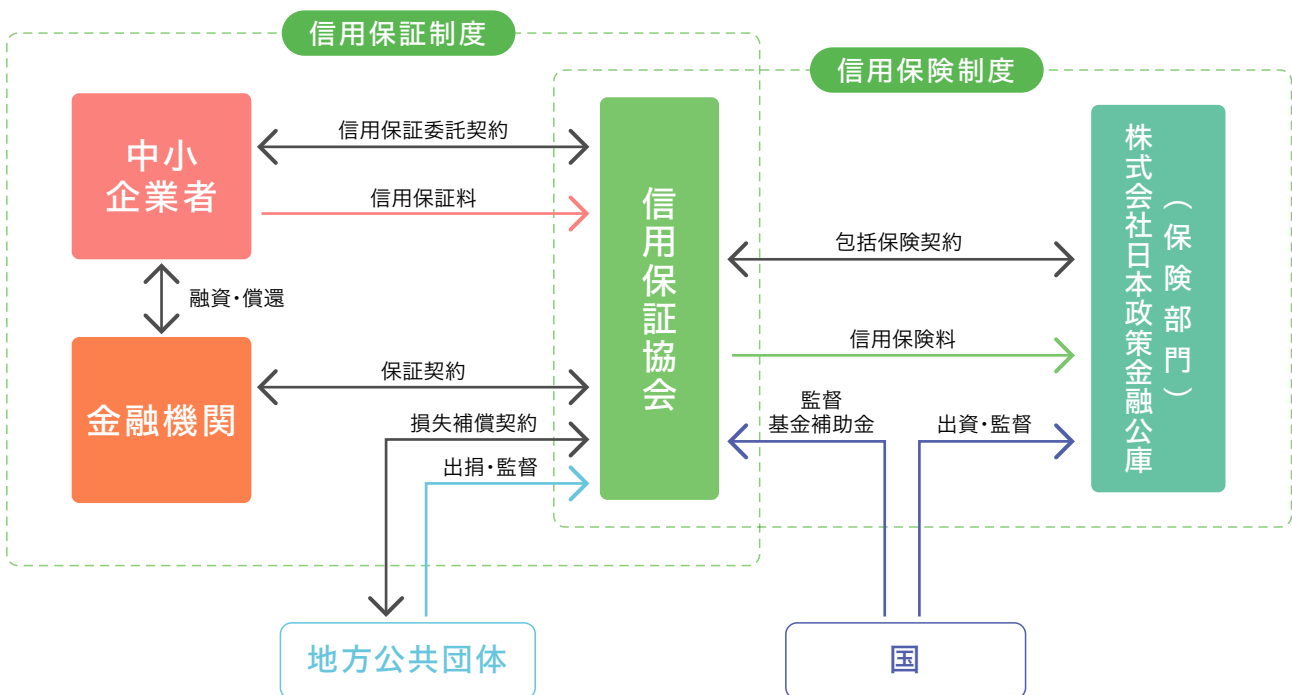 信用保証制度
信用保険制度
中小
企業者
信用保証委託契約
信用保証料
融資・償還
金融機関
保証契約
損失補償契約
出捐・監督
信用保証協会
包括保険契約
信用保険料
監督
基金補助金
出資・監督
株式会社日本政策金融公庫
（保険部門）
地方公共団体
国